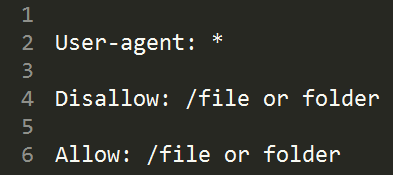 1
2 User-agent: *
3
4 Disallow: /file or folder
5
6 Allow: /file or folder